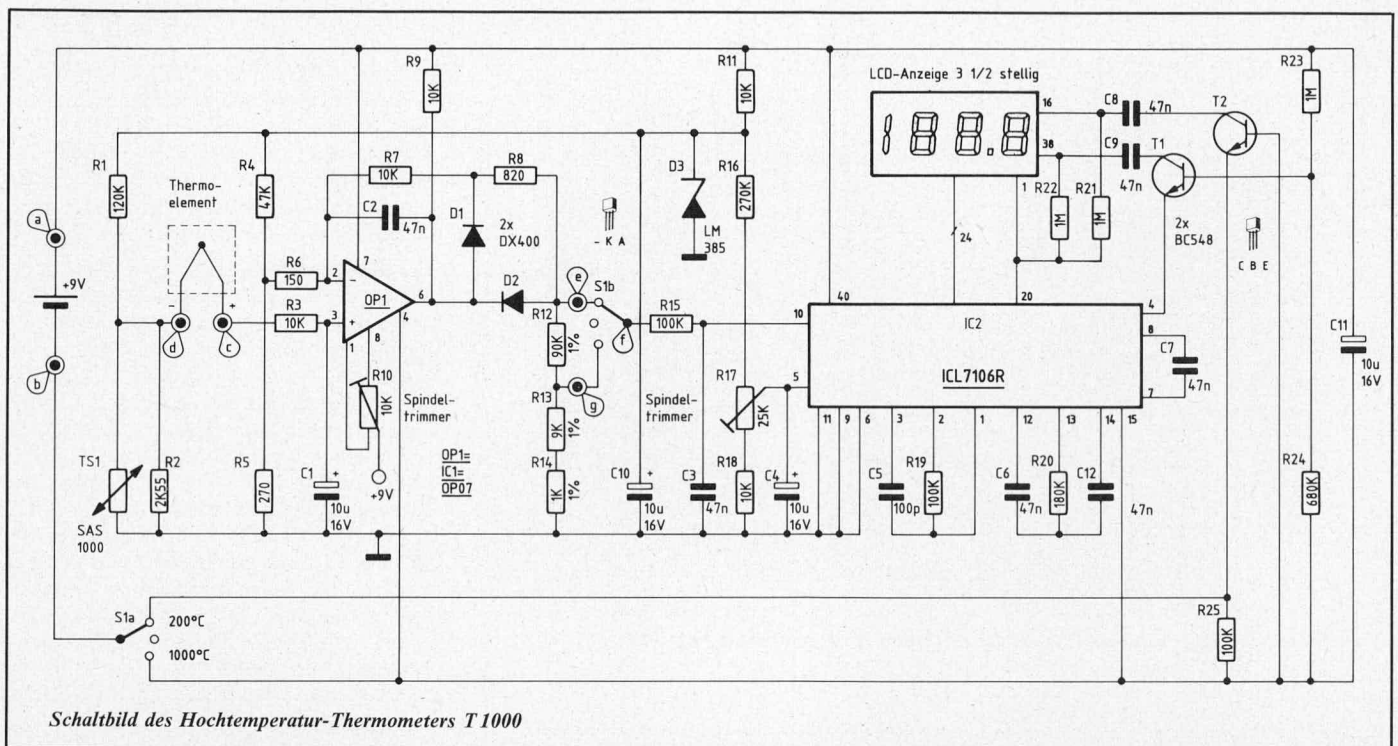 R9
10K
R11
10K
LCD-Anzeige 3 1/2 stellig
1 8 8.8
16
38
1
C8
47n
C9
47n
T2
T1
R23
1M
R1
120K
Thermo-
element
- +
R4
47K
R7
10K
R8
820
C2
47n
D1
2x
DX400
D3
LM
385
R16
270K
R22
1M
R21
1M
24
2x
BC548
C B E
- K A
a
+9V
b
d
c
R6
150
R3
10K
2 -
3 +
7
OP1
6
4
8
1
D2
e
S1b
f
g
R12
90K
1%
R13
9K
1%
R14
1K
1%
R15
100K
10
40
20
4
8
7
5
IC2
ICL7106R
11 9 6 3 2 1 12 13 14 15
C7
47n
C11
10u
16V
R10
10K
Spindel-
trimmer
+9V
OP1=
IC1=
OP07
Spindel-
trimmer
R17
25K
TS1
SAS
1000
R2
2K55
R5
270
C1
+
10u
16V
C10
+
10u
16V
C3
47n
R18
10K
C4
+
10u
16V
C5
100p
R19
100K
C6
47n
R20
180K
C12
47n
R24
680K
S1a
200°C
1000°C
R25
100K
Schaltbild des Hochtemperatur-Thermometers T 1000